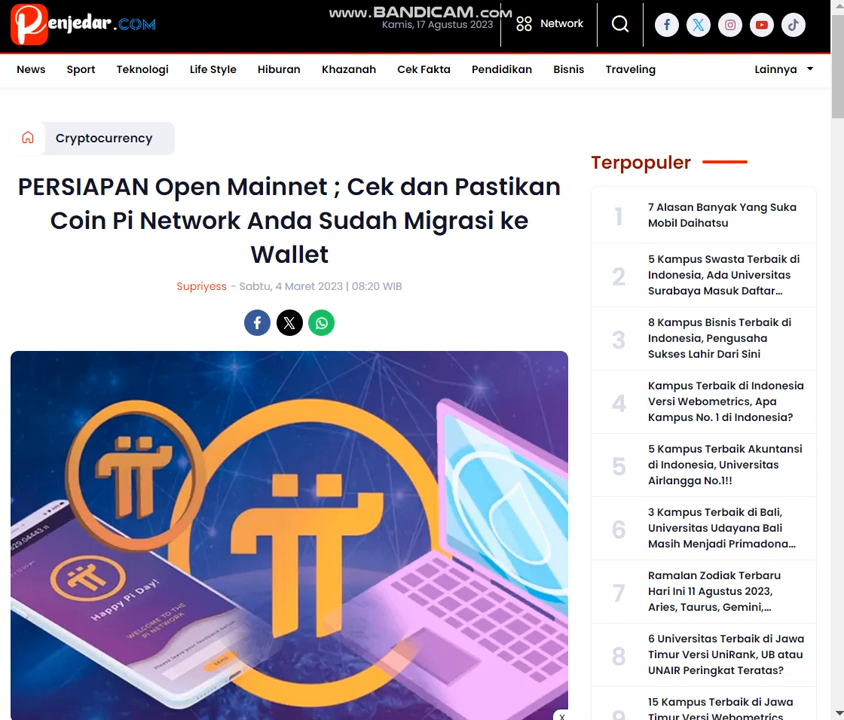 www.BANDICAM.com
Penjedar.COM
Kamis, 17 Agustus 2023
Network
News Sport Teknologi Life Style Hiburan Khazanah Cek Fakta Pendidikan Bisnis Traveling Lainnya
Cryptocurrency
PERSIAPAN Open Mainnet ; Cek dan Pastikan
Coin Pi Network Anda Sudah Migrasi ke
Wallet
Supriyess - Sabtu, 4 Maret 2023 | 08:20 WIB
Happy Pi Day!
WELCOME TO THE
PI NETWORK
x
Terpopuler
1
7 Alasan Banyak Yang Suka
Mobil Daihatsu
2
5 Kampus Swasta Terbaik di
Indonesia, Ada Universitas
Surabaya Masuk Daftar...
3
8 Kampus Bisnis Terbaik di
Indonesia, Pengusaha
Sukses Lahir Dari Sini
4
Kampus Terbaik di Indonesia
Versi Webometrics, Apa
Kampus No. 1 di Indonesia?
5
5 Kampus Terbaik Akuntansi
di Indonesia, Universitas
Airlangga No.1!!
6
3 Kampus Terbaik di Bali,
Universitas Udayana Bali
Masih Menjadi Primadona...
7
Ramalan Zodiak Terbaru
Hari Ini 11 Agustus 2023,
Aries, Taurus, Gemini,...
8
6 Universitas Terbaik di Jawa
Timur Versi UniRank, UB atau
UNAIR Peringkat Teratas?
9
15 Kampus Terbaik di Jawa
Timur Versi Webometrics